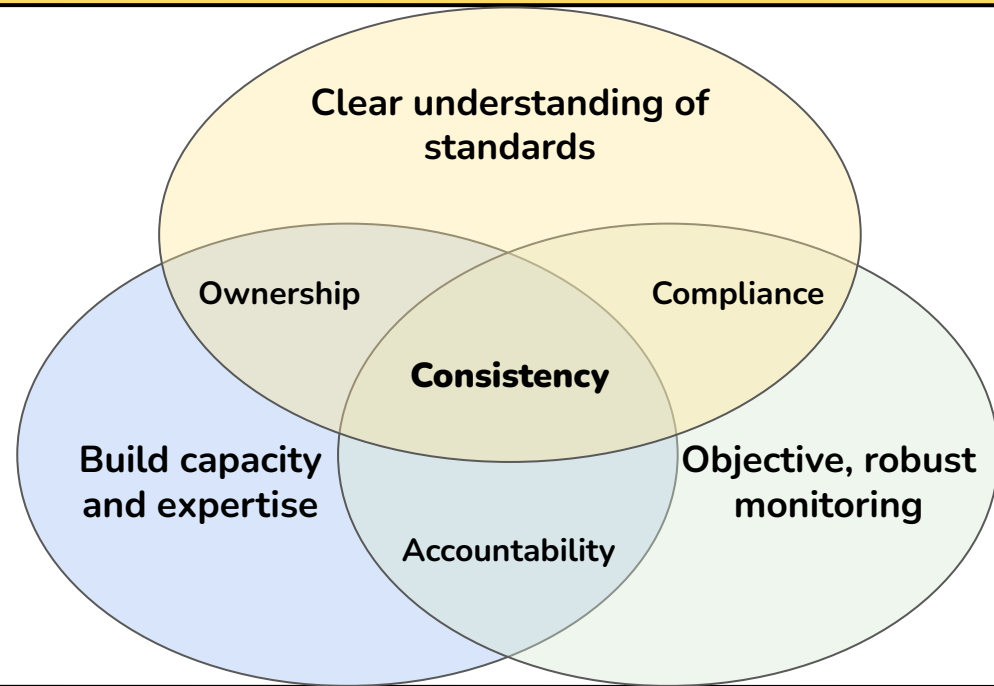 Clear understanding of
standards
Ownership
Compliance
Consistency
Build capacity
and expertise
Objective, robust
monitoring
Accountability